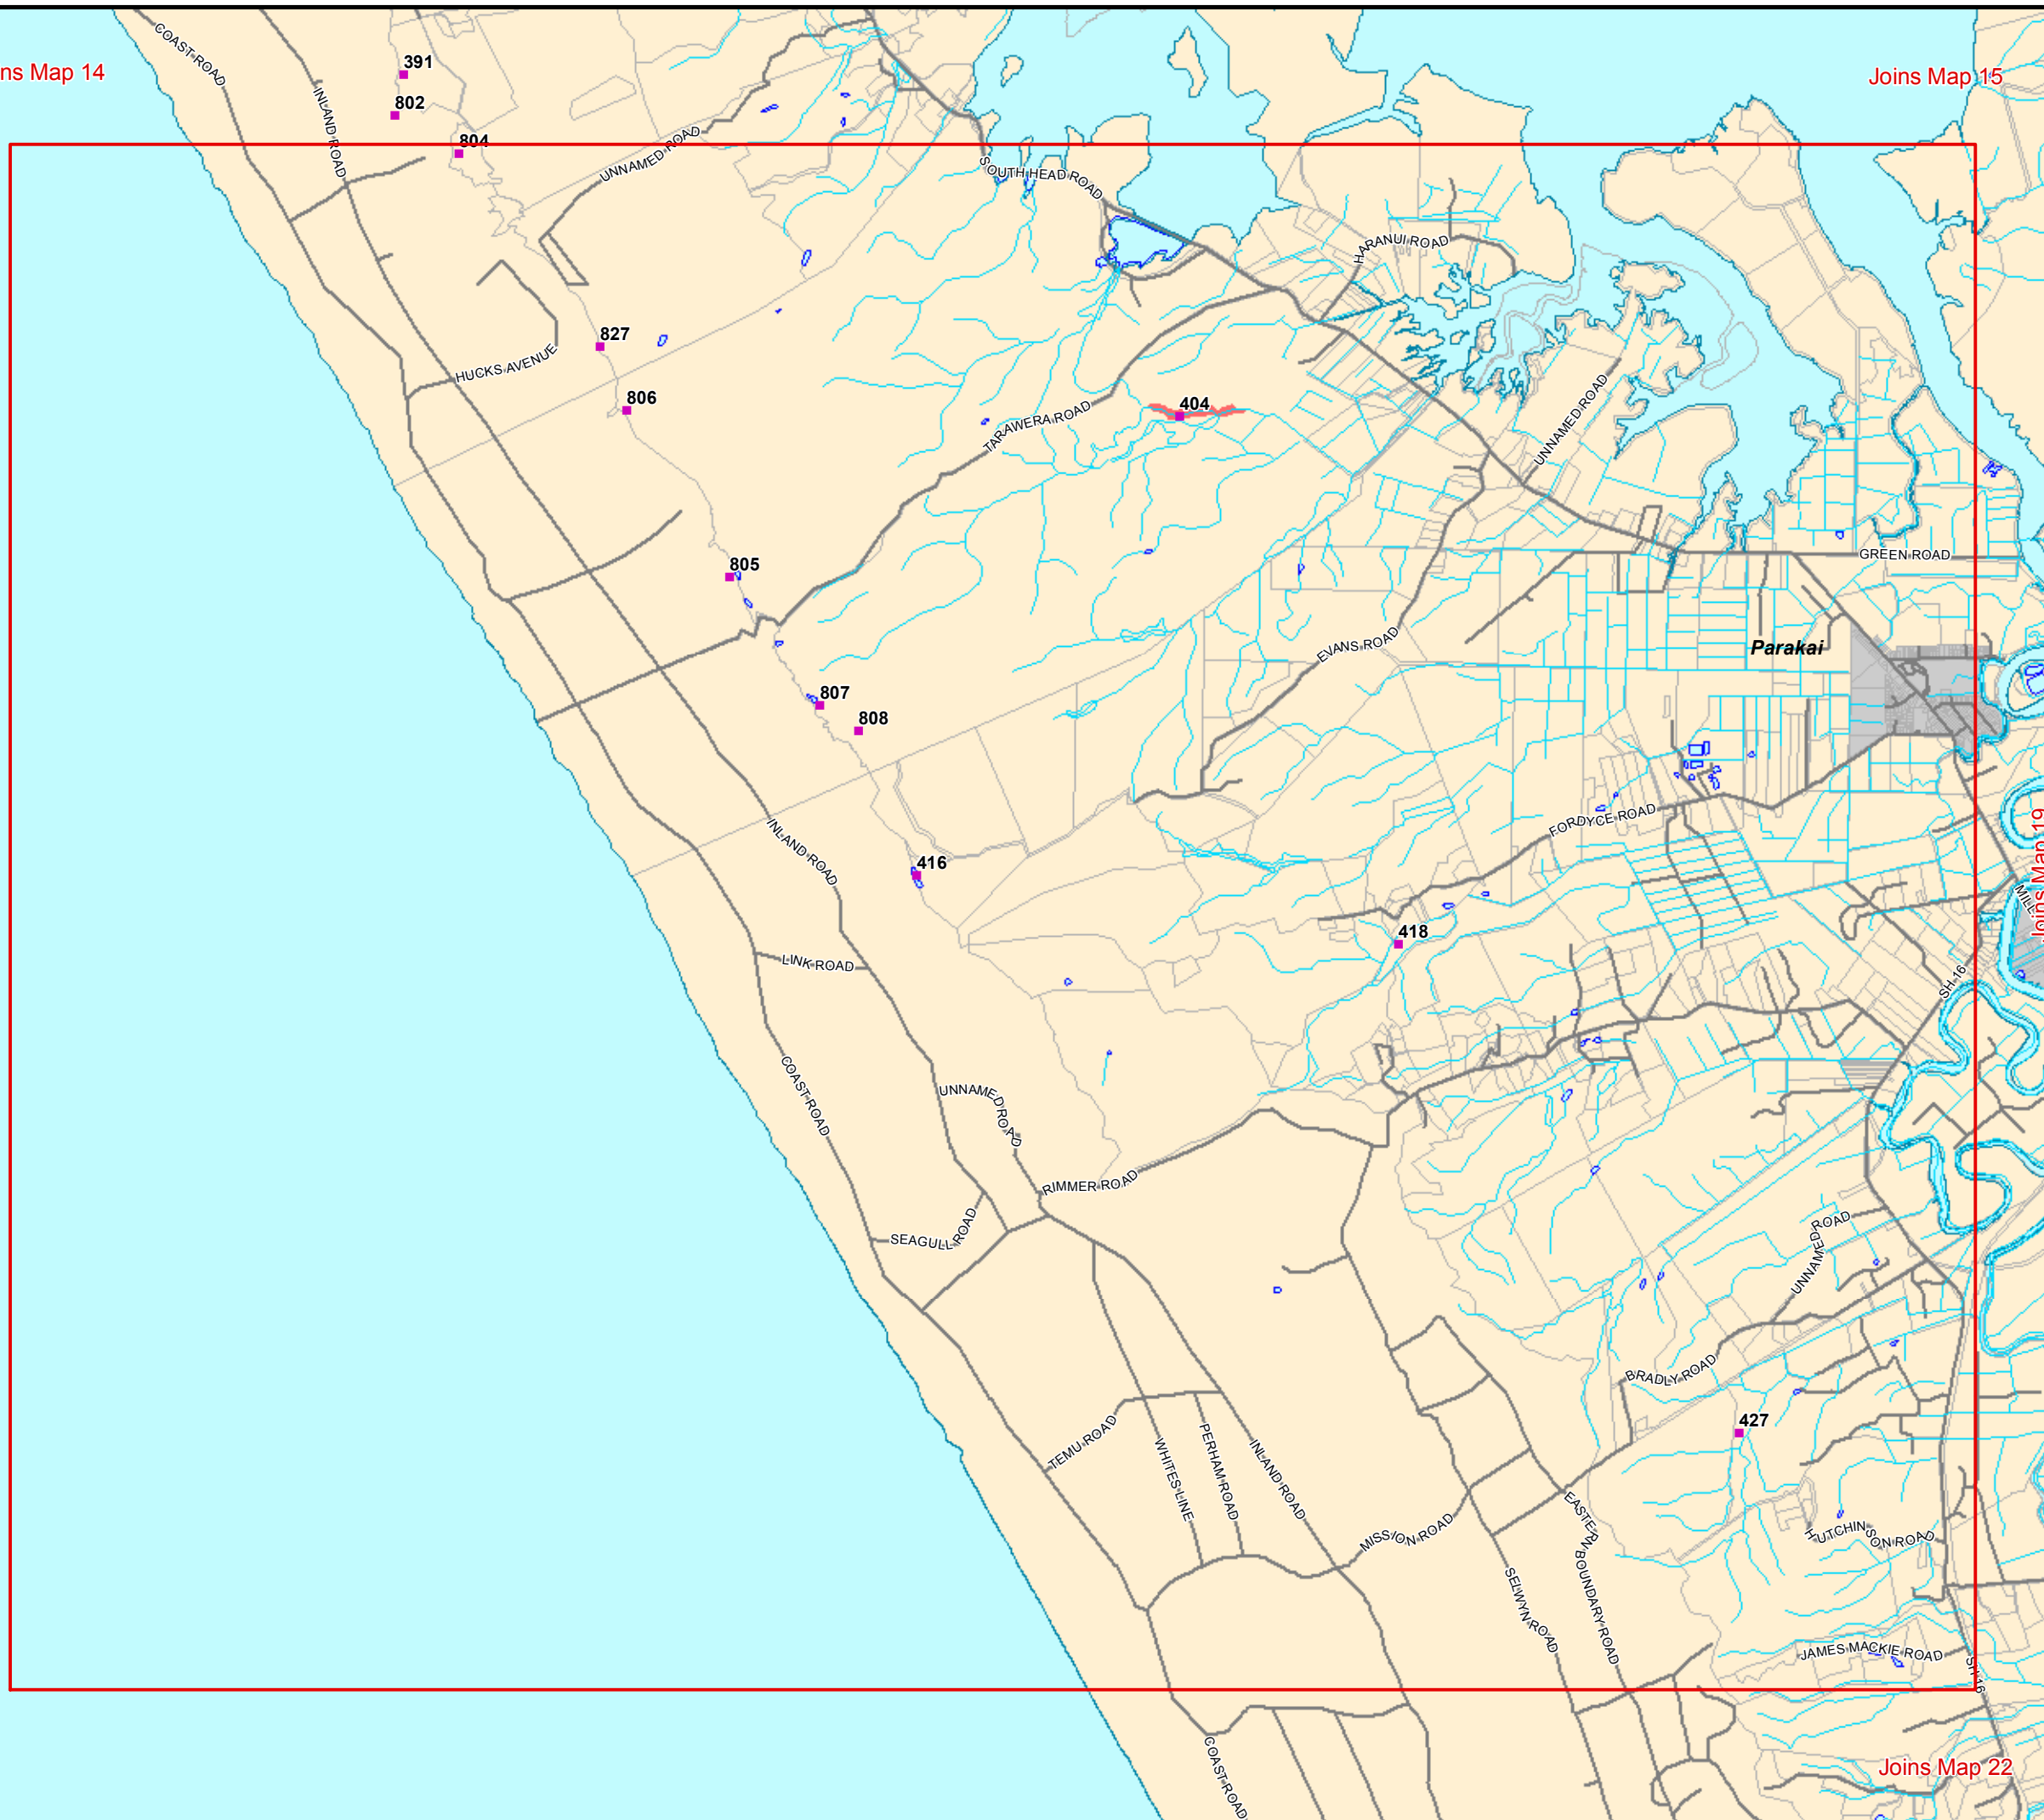 COAST ROAD
391
ns Map 14
Joins Map 15
INLAND ROAD
802
804
UNNAMED ROAD
SOUTH HEAD ROAD
HARANUI ROAD
827
HUCKS AVENUE
806
404
TARAWERA ROAD
UNNAMED ROAD
GREEN ROAD
805
EVANS ROAD
Parakai
807
808
FORDYCE ROAD
INLAND ROAD
416
Joins Map 19
MILL
418
LINK ROAD
SH 16
COAST ROAD
UNNAMED ROAD
RIMMER ROAD
SEAGULL ROAD
UNNAMED ROAD
BRADLY ROAD
427
TEMU ROAD
WHITES LINE
PERHAM ROAD
INLAND ROAD
MISSION ROAD
EASTERN BOUNDARY ROAD
HUTCHINSON ROAD
SELWYN ROAD
JAMES MACKIE ROAD
SH 16
COAST ROAD
Joins Map 22